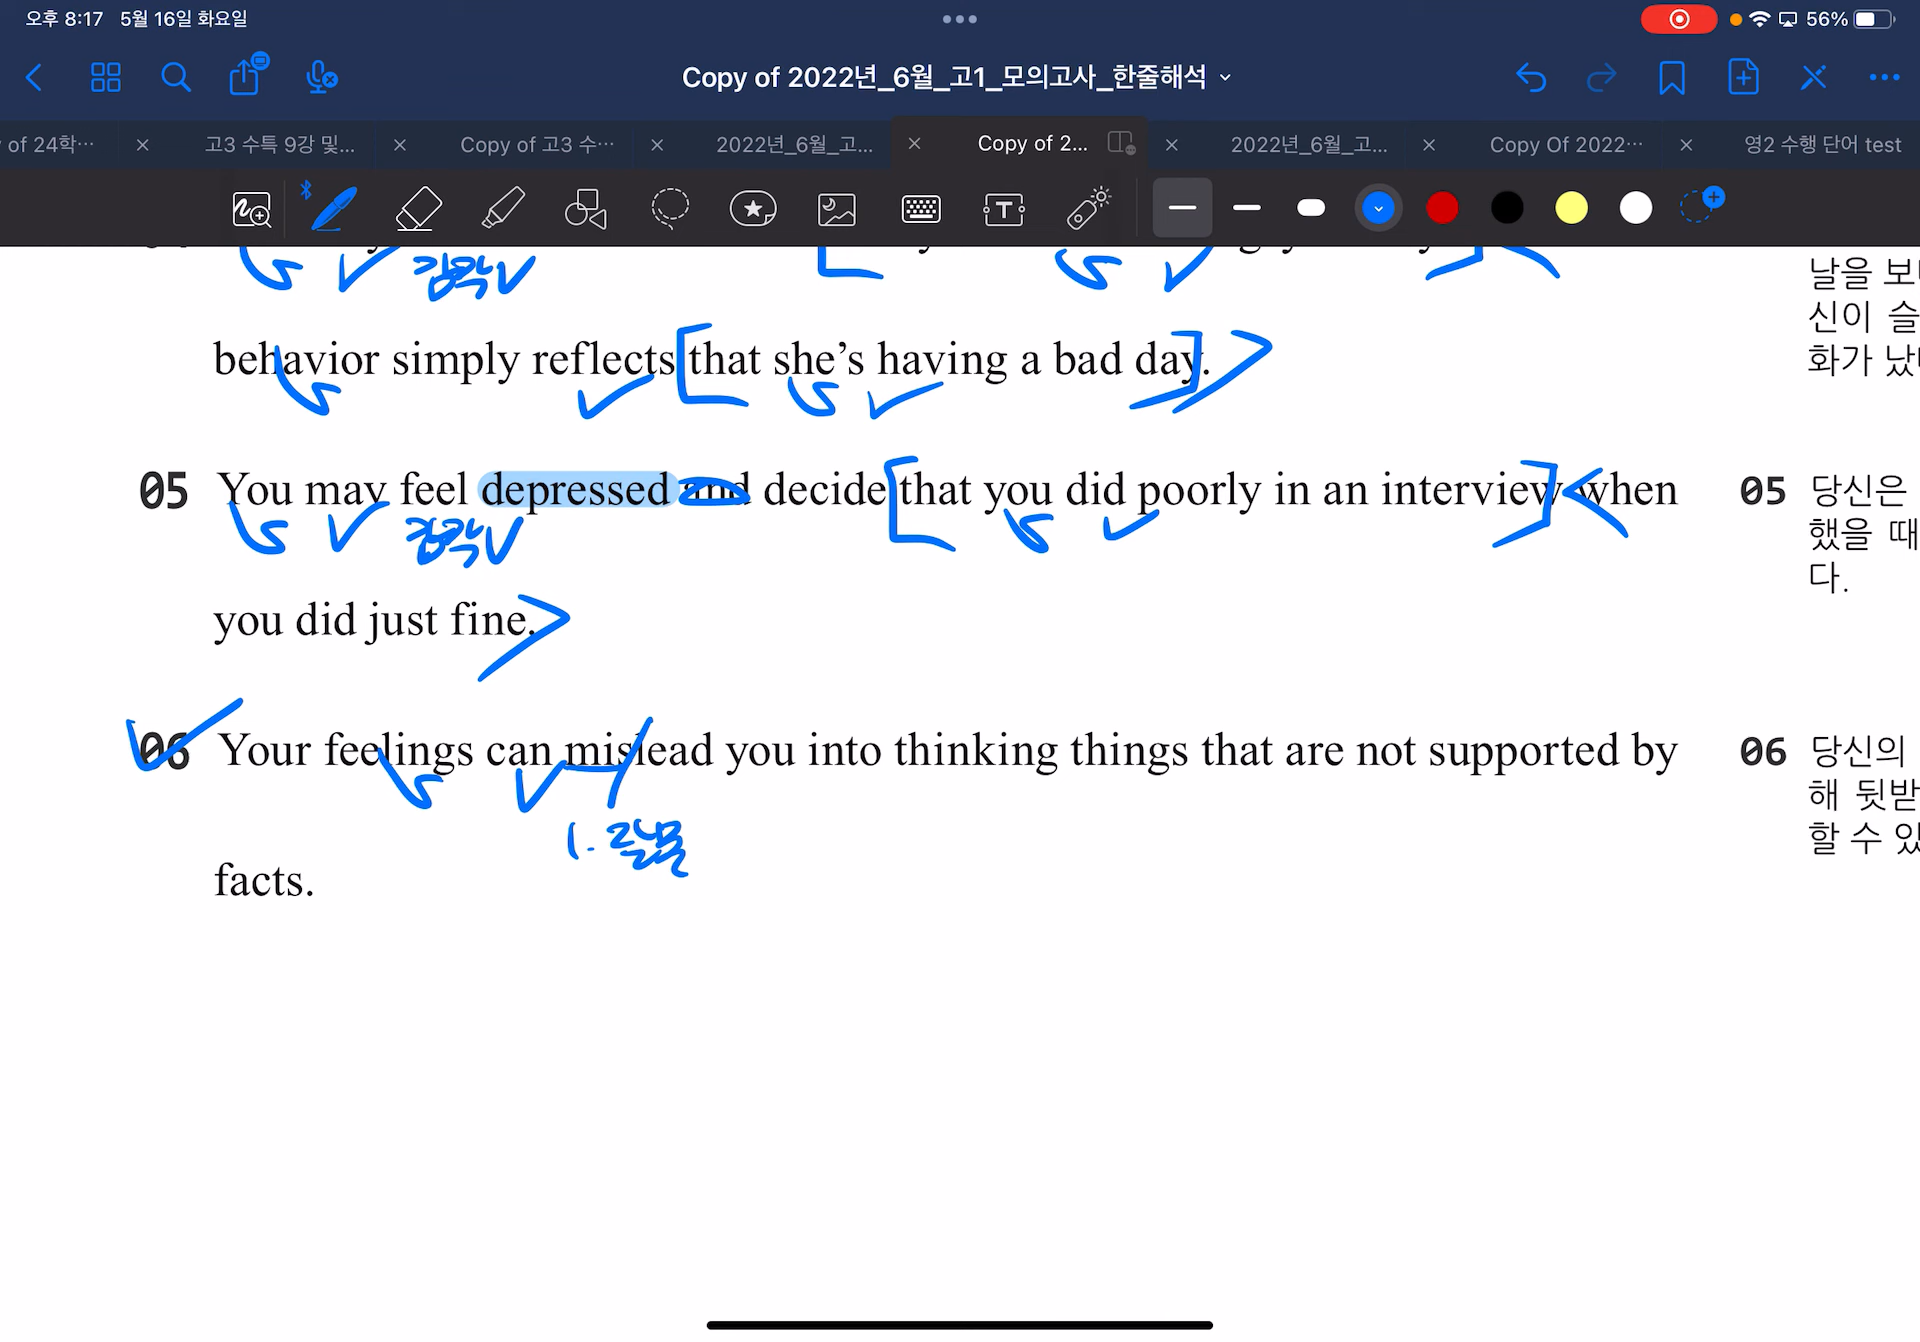 오후 8:17 5월 16일 화요일
56%
Copy of 2022년_6월_고1_모의고사_한줄해석
of 24학…
고3 수특 9강 및...
Copy of 고3 수…
2022년_6월_고...
Copy of 2...
2022년_6월_고...
Copy Of 2022…
영2 수행 단어 test
감각V
날을
신이 슬
behavior simply reflects that she's having a bad day.
화가
05 You may feel depressed and decide that you did poorly in an interview when
05 당신은
감각V
했을 때
다.
you did just fine.
06 Your feelings can mislead you into thinking things that are not supported by
06 당신의
해 뒷받
할 수
1.
facts.